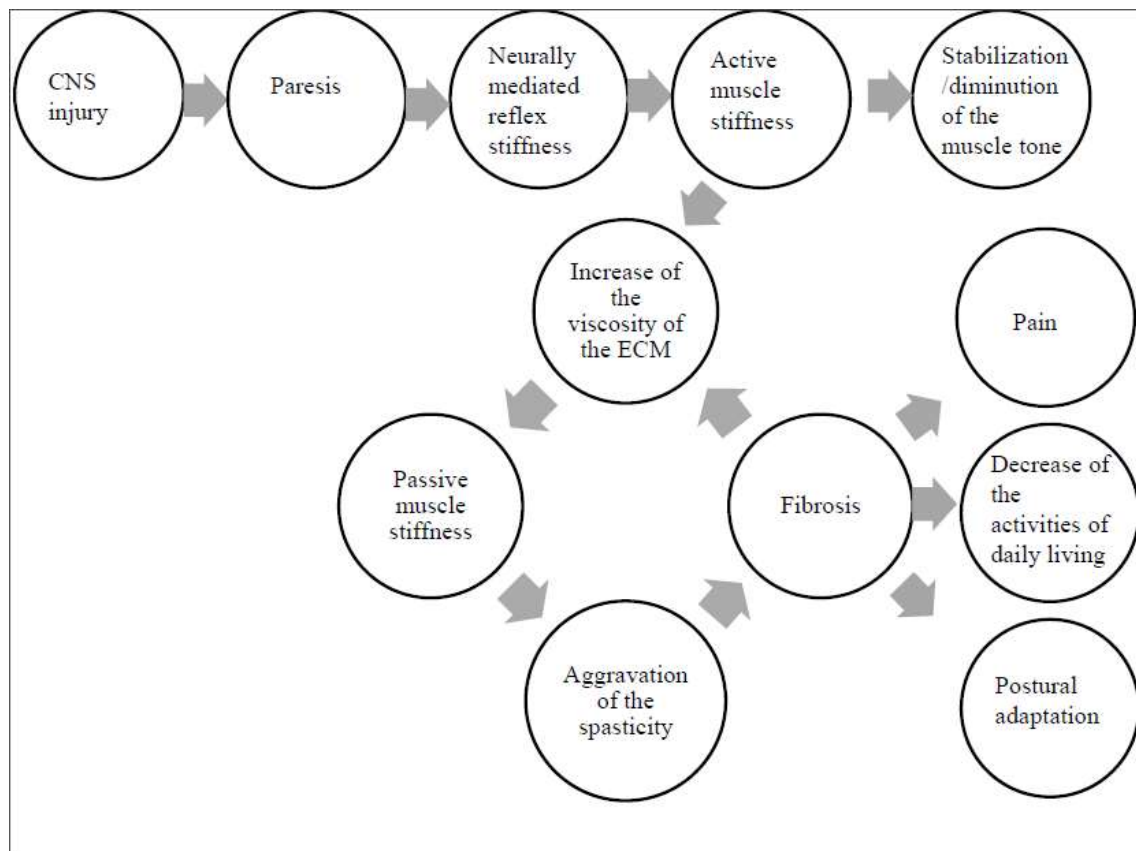 CNS
injury
Paresis
Neurally
mediated
reflex
stiffness
Active
muscle
stiffness
Stabilization
/diminution
of the
muscle tone
Increase of
the
viscosity of
the ECM
Pain
Passive
muscle
stiffness
Fibrosis
Decrease of
the
activities of
daily living
Aggravation
of the
spasticity
Postural
adaptation